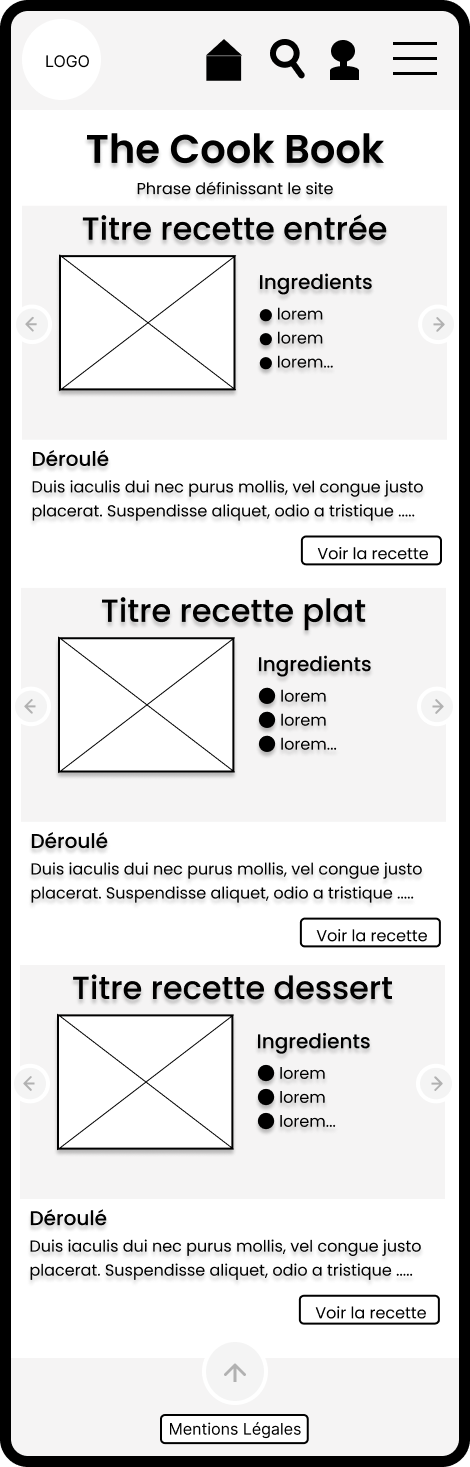 LOGO
The Cook Book
Phrase définissant le site
Titre recette entrée
Ingredients
lorem
lorem
lorem...
Déroulé
Duis iaculis dui nec purus mollis, vel congue justo
placerat. Suspendisse aliquet, odio a tristique .....
Voir la recette
Titre recette plat
Ingredients
lorem
lorem
lorem...
Déroulé
Duis iaculis dui nec purus mollis, vel congue justo
placerat. Suspendisse aliquet, odio a tristique .....
Voir la recette
Titre recette dessert
Ingredients
lorem
lorem
lorem...
Déroulé
Duis iaculis dui nec purus mollis, vel congue justo
placerat. Suspendisse aliquet, odio a tristique .....
Voir la recette
Mentions Légales